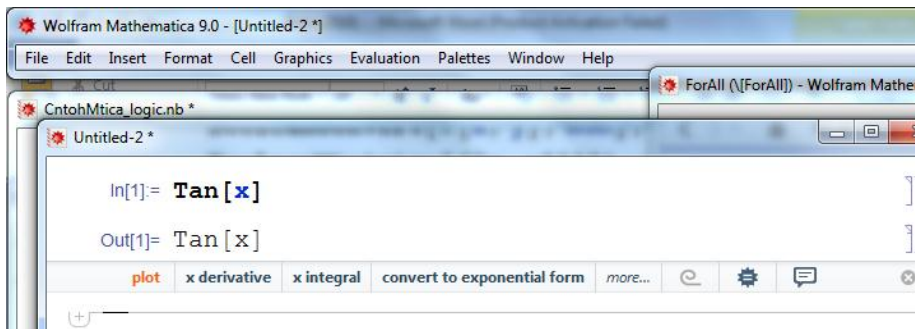 Wolfram Mathematica 9.0 - [Untitled-2 *]
File Edit Insert Format Cell Graphics Evaluation Palettes Window Help
Cut
ForAll (\[ForAll]) - Wolfram Mathe
CntohMtica_logic.nb *
Untitled-2 *
In[1]:= Tan[x]
Out[1]= Tan[x]
plot x derivative x integral convert to exponential form more...